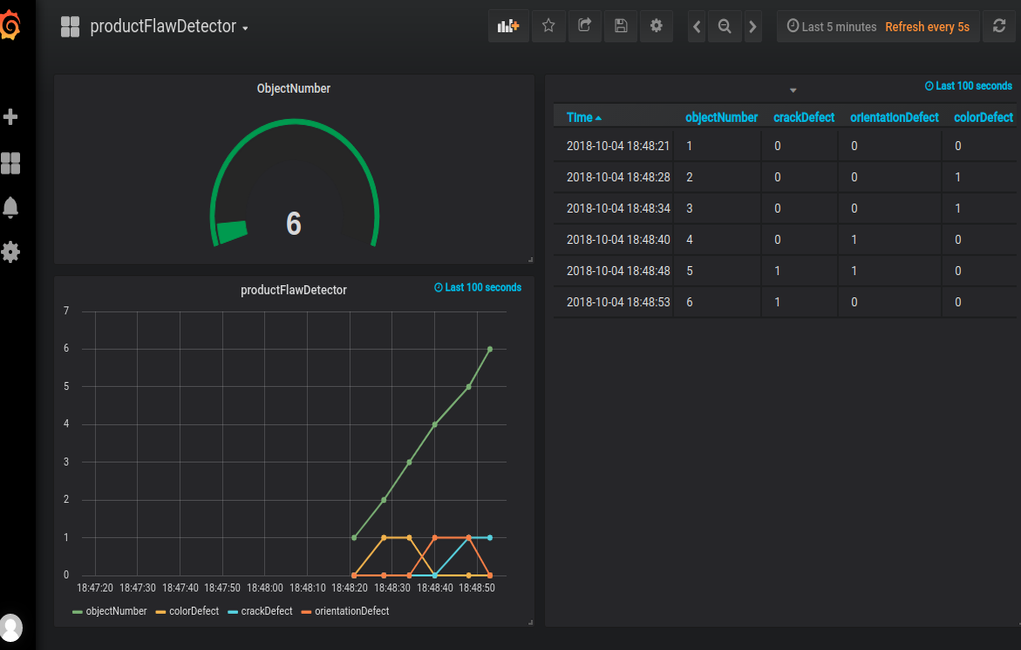 productFlawDetector
Last 5 minutes Refresh every 5s
ObjectNumber
6
productFlawDetector
Last 100 seconds
7
6
5
4
3
2
1
0
18:47:20 18:47:30 18:47:40 18:47:50 18:48:00 18:48:10 18:48:20 18:48:30 18:48:40 18:48:50
objectNumber colorDefect crackDefect orientationDefect
Last 100 seconds
Time objectNumber crackDefect orientationDefect colorDefect
2018-10-04 18:48:21 1 0 0 0
2018-10-04 18:48:28 2 0 0 1
2018-10-04 18:48:34 3 0 0 1
2018-10-04 18:48:40 4 0 1 0
2018-10-04 18:48:48 5 1 1 0
2018-10-04 18:48:53 6 1 0 0